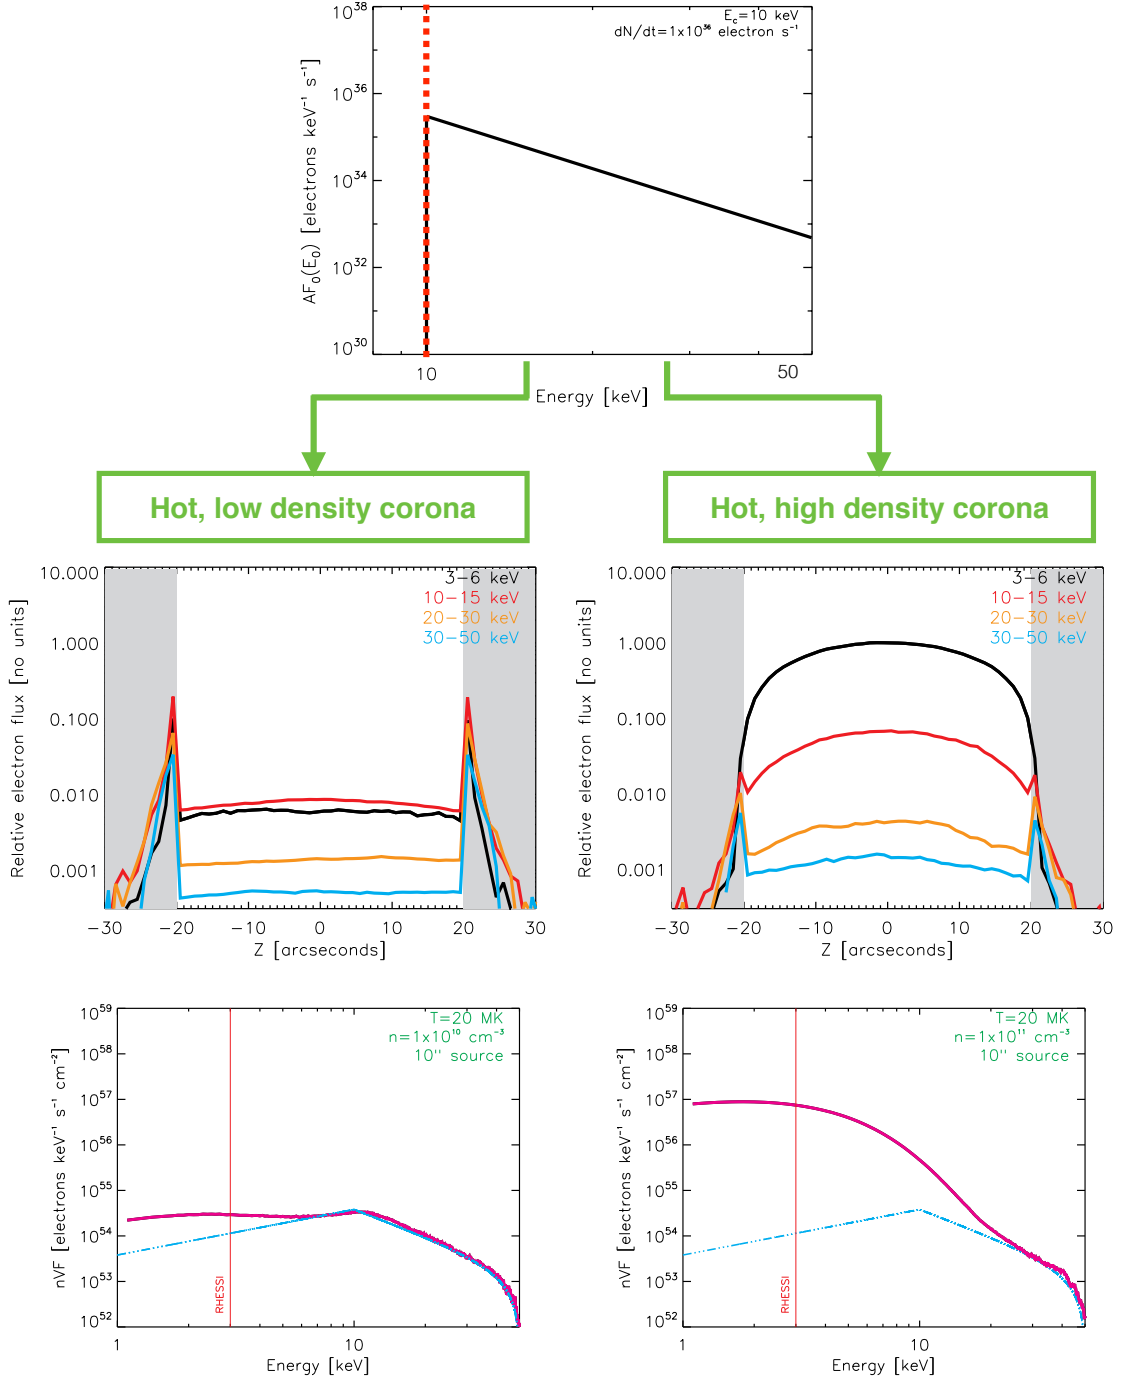 E_c=10 keV
dN/dt=1x10^36 electron s^-1
10^38
10^36
10^34
10^32
10^30
AF_0(E_0) [electrons keV^-1 s^-1]
10
50
Energy [keV]
Hot, low density corona
Hot, high density corona
10.000
1.000
0.100
0.010
0.001
Relative electron flux [no units]
3-6 keV
10-15 keV
20-30 keV
30-50 keV
-30 -20 -10 0 10 20 30
Z [arcseconds]
10.000
1.000
0.100
0.010
0.001
Relative electron flux [no units]
3-6 keV
10-15 keV
20-30 keV
30-50 keV
-30 -20 -10 0 10 20 30
Z [arcseconds]
10^59
10^58
10^57
10^56
10^55
10^54
10^53
10^52
nVF [electrons keV^-1 s^-1 cm^-2]
T=20 MK
n=1x10^10 cm^-3
10" source
RHESSI
1
10
Energy [keV]
10^59
10^58
10^57
10^56
10^55
10^54
10^53
10^52
nVF [electrons keV^-1 s^-1 cm^-2]
T=20 MK
n=1x10^11 cm^-3
10" source
RHESSI
1
10
Energy [keV]